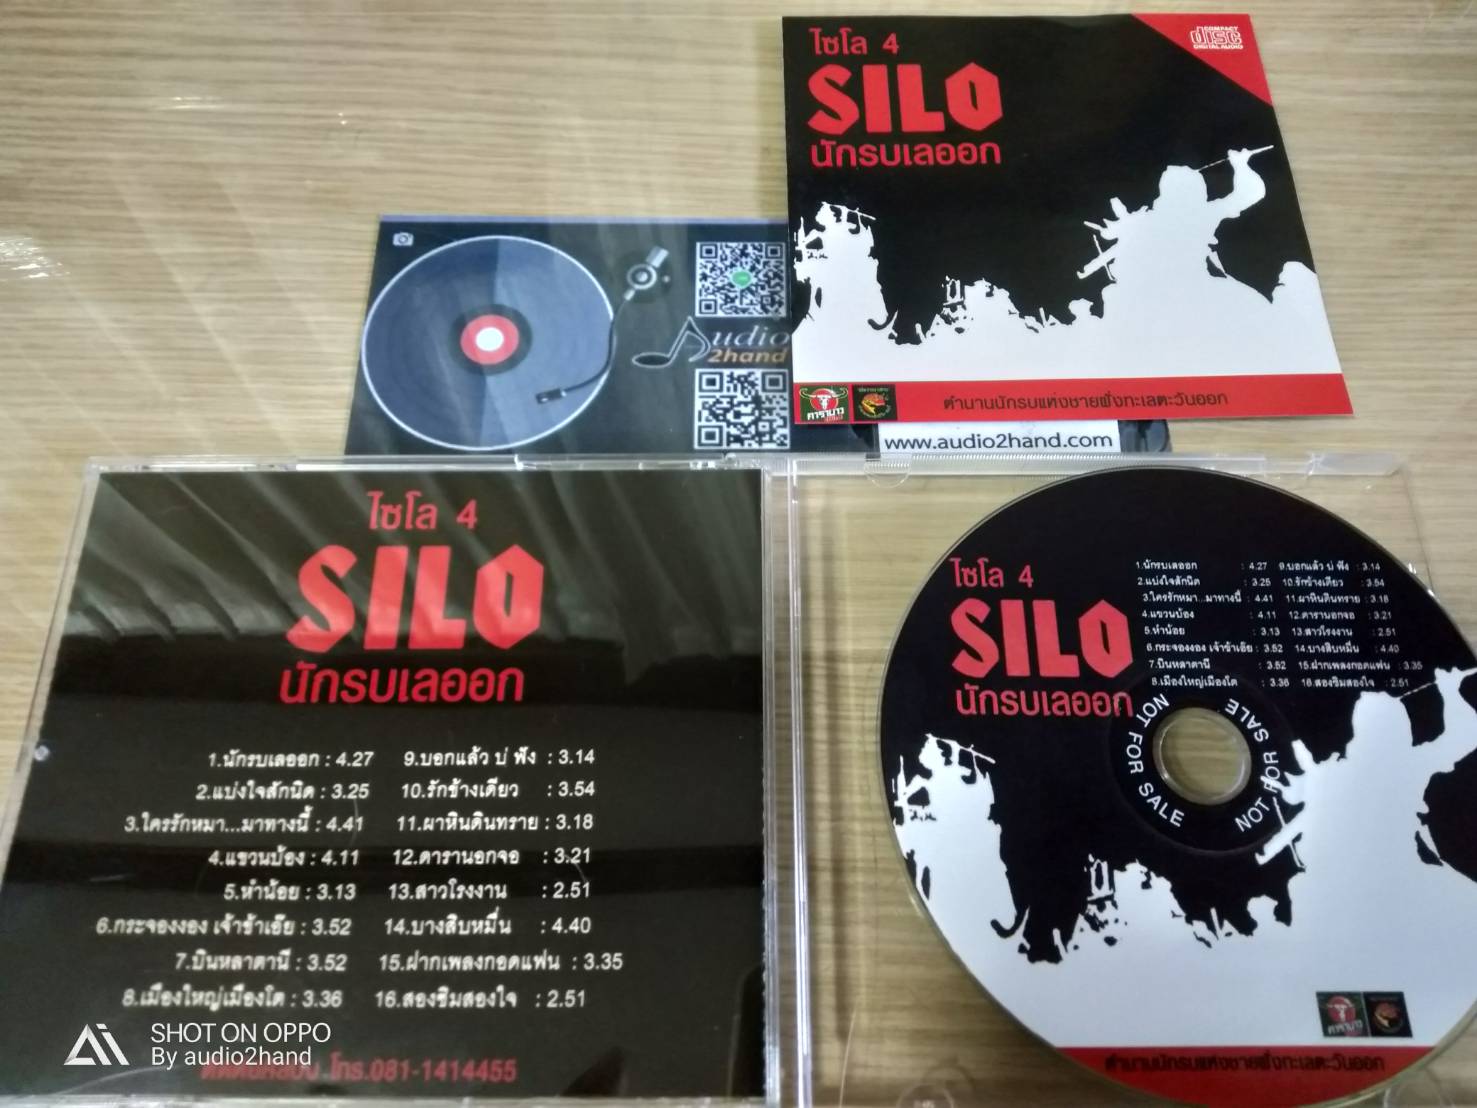 ไซโล 4
SILO
นักรบเลออก
COMPACT
disc
DIGITAL AUDIO
คาราบาว
ตำนานนักรบแห่งชายฝั่งทะเลตะวันออก
Audio
2hand
www.audio2hand.com
ไซโล 4
SILO
นักรบเลออก
1.นักรบเลออก : 4.27
2.แบ่งใจสักนิด : 3.25
3.ใครรักหมา...มาทางนี้ : 4.41
4.แขวนป้อง : 4.11
5.หำน้อย : 3.13
6.กระจองงอง เจ้าข้าเอ๊ย : 3.52
7.บินหลาตานี : 3.52
8.เมืองใหญ่เมืองโต : 3.36
9.บอกแล้ว บ่ ฟัง : 3.14
10.รักข้างเดียว : 3.54
11.ผาหินดินทราย : 3.18
12.ดารานอกจอ : 3.21
13.สาวโรงงาน : 2.51
14.บางสิบหมื่น : 4.40
15.ฝากเพลงกอดแฟน : 3.35
16.สองซิมสองใจ : 2.51
โทร.081-1414455
SHOT ON OPPO
By audio2hand
ไซโล 4
SILO
นักรบเลออก
1.นักรบเลออก : 4.27
2.แบ่งใจสักนิด : 3.25
3.ใครรักหมา...มาทางนี้ : 4.41
4.แขวนป้อง : 4.11
5.หำน้อย : 3.13
6.กระจองงอง เจ้าข้าเอ๊ย : 3.52
7.บินหลาตานี : 3.52
8.เมืองใหญ่เมืองโต : 3.36
9.บอกแล้ว บ่ ฟัง : 3.14
10.รักข้างเดียว : 3.54
11.ผาหินดินทราย : 3.18
12.ดารานอกจอ : 3.21
13.สาวโรงงาน : 2.51
14.บางสิบหมื่น : 4.40
15.ฝากเพลงกอดแฟน : 3.35
16.สองซิมสองใจ : 2.51
NOT FOR SALE
NOT FOR SALE
คาราบาว
ตำนานนักรบแห่งชายฝั่งทะเลตะวันออก